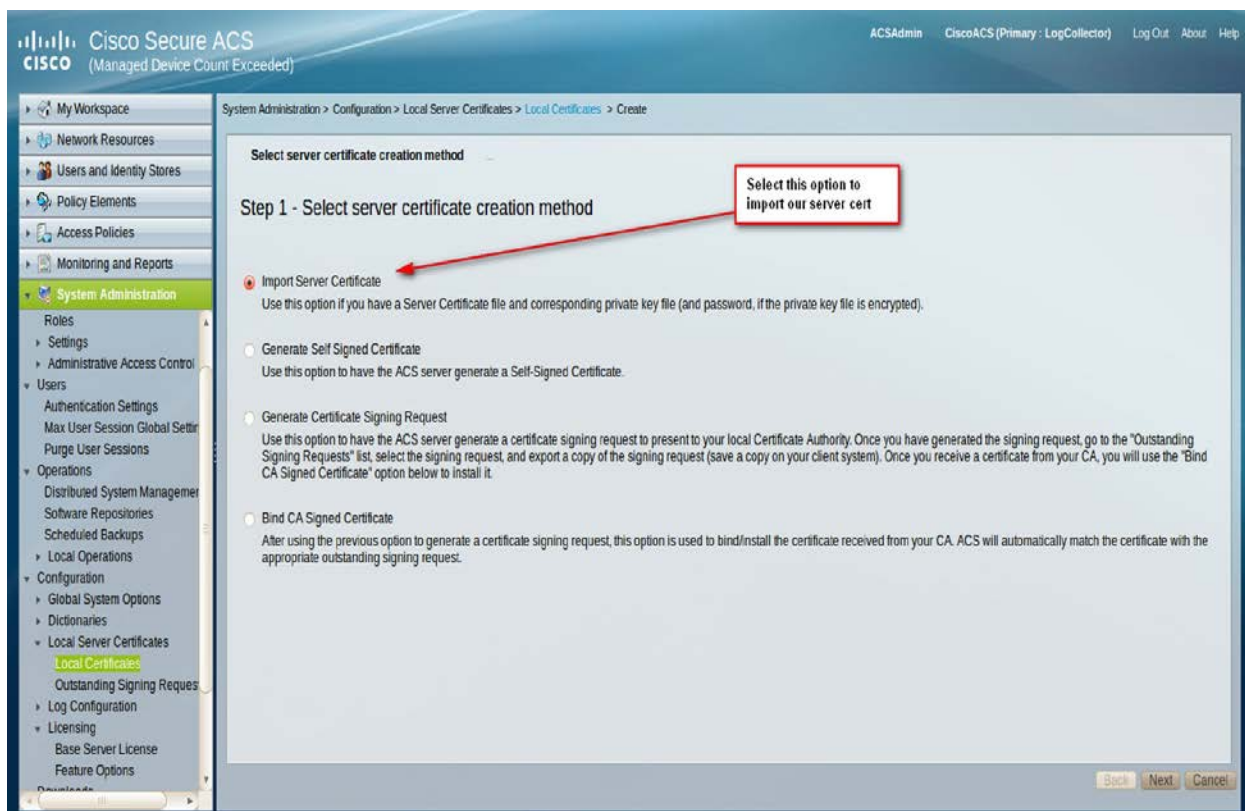 Cisco Secure ACS
CISCO (Managed Device Count Exceeded)
ACSAdmin CiscoACS (Primary : LogCollector) Log Out About Help
My Workspace
Network Resources
Users and Identity Stores
Policy Elements
Access Policies
Monitoring and Reports
System Administration
Roles
Settings
Administrative Access Control
Users
Authentication Settings
Max User Session Global Settin
Purge User Sessions
Operations
Distributed System Managemen
Software Repositories
Scheduled Backups
Local Operations
Configuration
Global System Options
Dictionaries
Local Server Certificates
Local Certificates
Outstanding Signing Reques
Log Configuration
Licensing
Base Server License
Feature Options
System Administration > Configuration > Local Server Certificates > Local Certificates > Create
Select server certificate creation method
Step 1 - Select server certificate creation method
Select this option to
import our server cert
Import Server Certificate
Use this option if you have a Server Certificate file and corresponding private key file (and password, if the private key file is encrypted).
Generate Self Signed Certificate
Use this option to have the ACS server generate a Self-Signed Certificate.
Generate Certificate Signing Request
Use this option to have the ACS server generate a certificate signing request to present to your local Certificate Authority. Once you have generated the signing request, go to the "Outstanding
Signing Requests" list, select the signing request, and export a copy of the signing request (save a copy on your client system). Once you receive a certificate from your CA, you will use the "Bind
CA Signed Certificate" option below to install it.
Bind CA Signed Certificate
After using the previous option to generate a certificate signing request, this option is used to bind/install the certificate received from your CA. ACS will automatically match the certificate with the
appropriate outstanding signing request.
Back Next Cancel